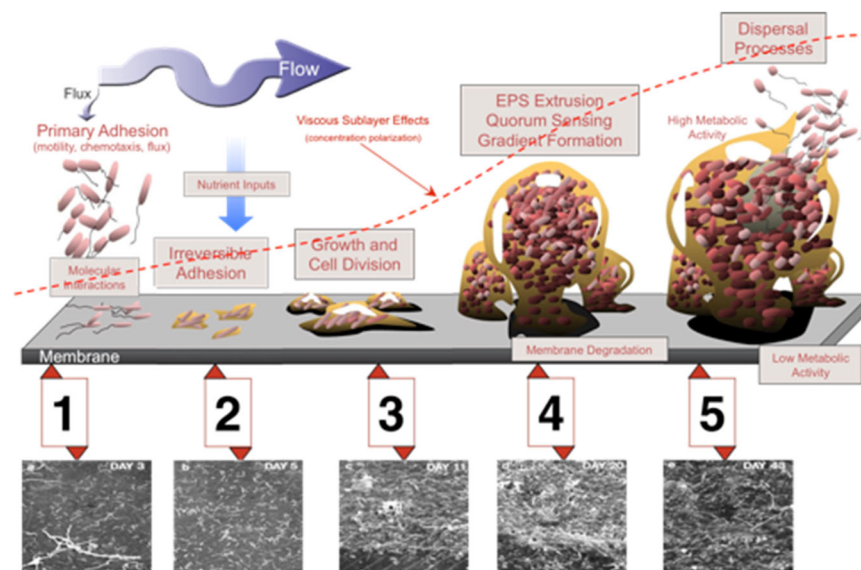 Dispersal
Processes
Flow
Flux
Primary Adhesion
(motility, chemotaxis, flux)
Viscous Sublayer Effects
(concentration polarization)
EPS Extrusion
Quorum Sensing
Gradient Formation
High Metabolic
Activity
Nutrient Inputs
Molecular
Interactions
Irreversible
Adhesion
Growth and
Cell Division
Membrane
Membrane Degradation
Low Metabolic
Activity
1
2
3
4
5
a DAY 3
b DAY 5
c DAY 11
d DAY 20
e DAY 43